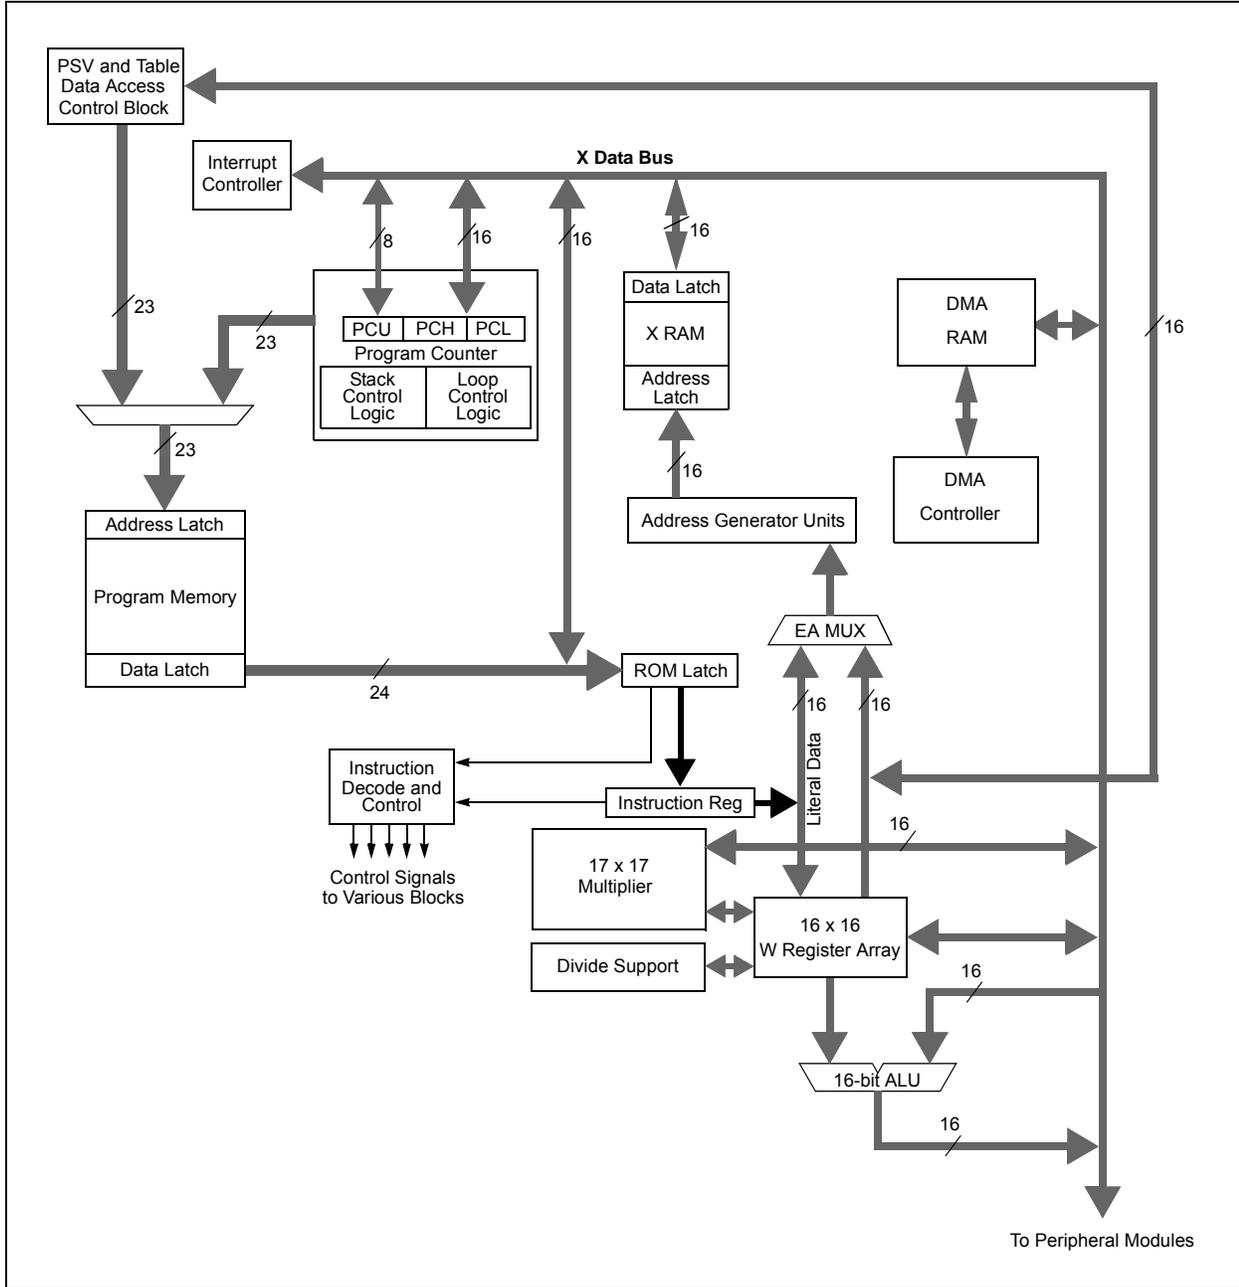 PSV and Table
Data Access
Control Block
Interrupt
Controller
X Data Bus
8
16
16
16
23
23
16
PCU PCH PCL
Program Counter
Stack
Control
Logic
Loop
Control
Logic
Data Latch
X RAM
Address
Latch
DMA
RAM
23
16
DMA
Controller
Address Latch
Program Memory
Data Latch
Address Generator Units
EA MUX
24
ROM Latch
16
16
Literal Data
Instruction
Decode and
Control
Instruction Reg
Control Signals
to Various Blocks
16
17 x 17
Multiplier
16 x 16
W Register Array
Divide Support
16
16-bit ALU
16
To Peripheral Modules